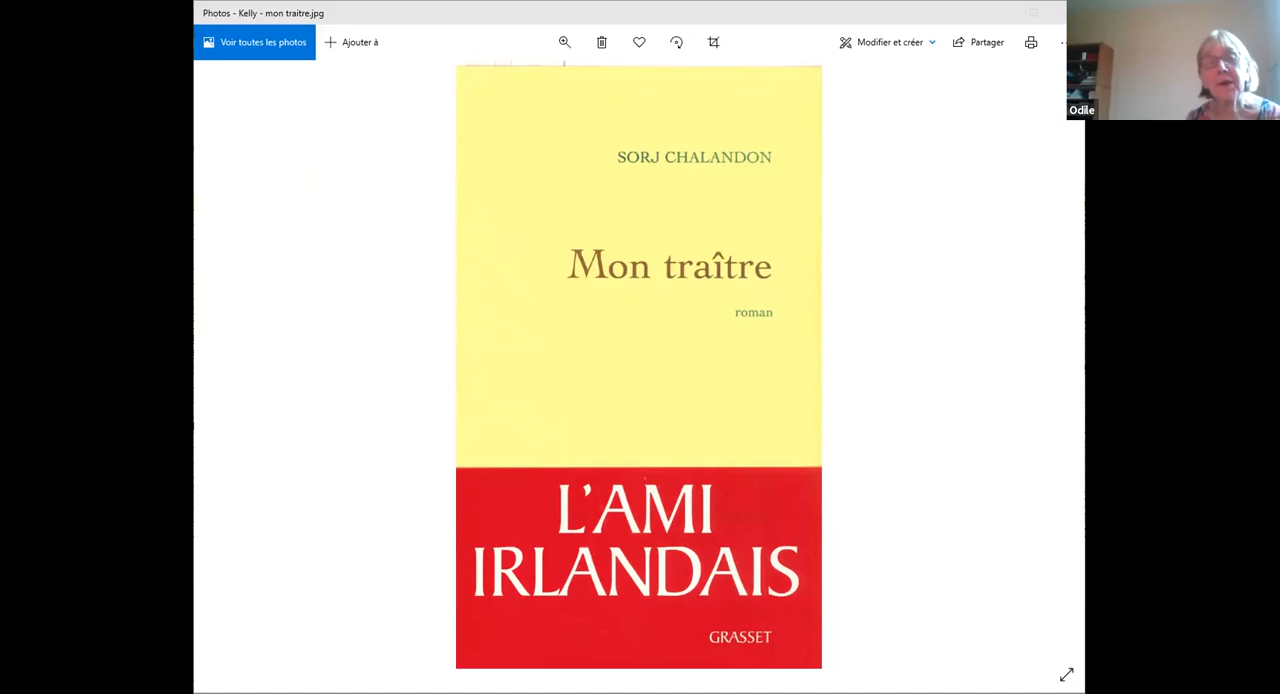 Photos - Kelly - mon traitre.jpg
Voir toutes les photos
Ajouter à
Modifier et créer
Partager
Odile
SORJ CHALANDON
Mon traître
roman
L'AMI
IRLANDAIS
GRASSET